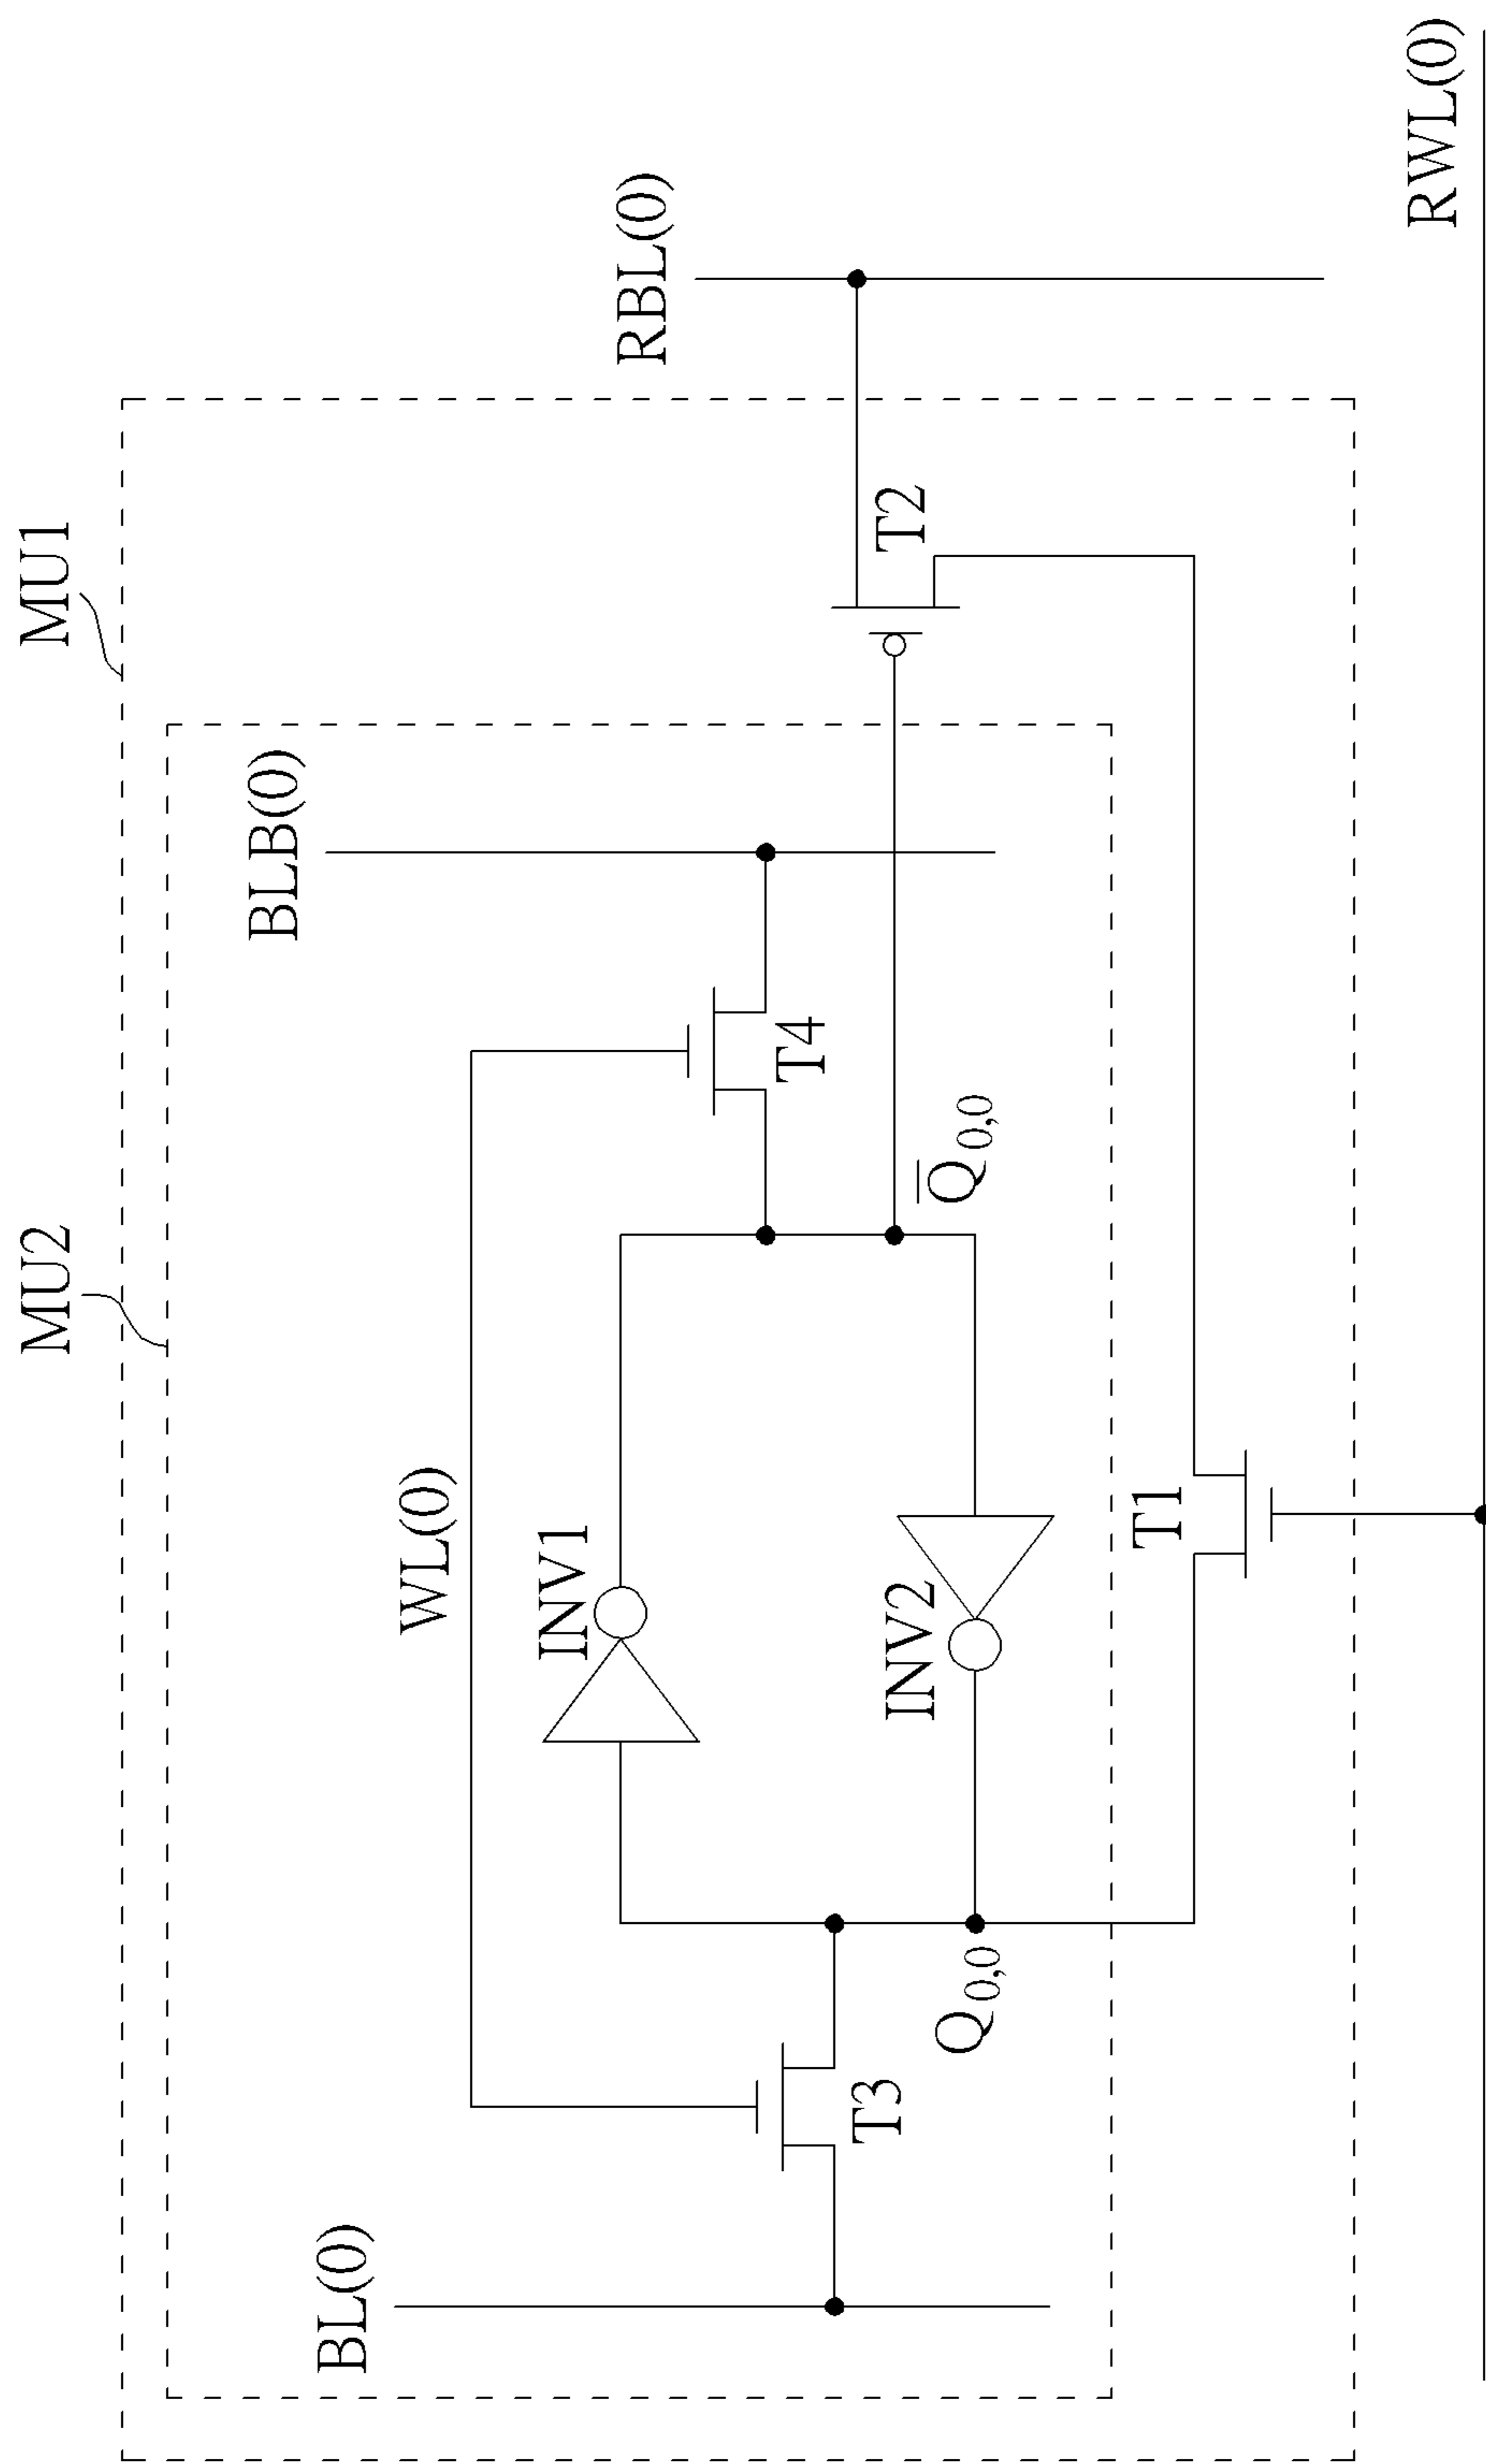 MU2
MU1
BL(0)
WL(0)
BLB(0)
INV1
T4
RBL(0)
T3
INV2
Q̅0,0
T2
Q0,0
T1
RWL(0)